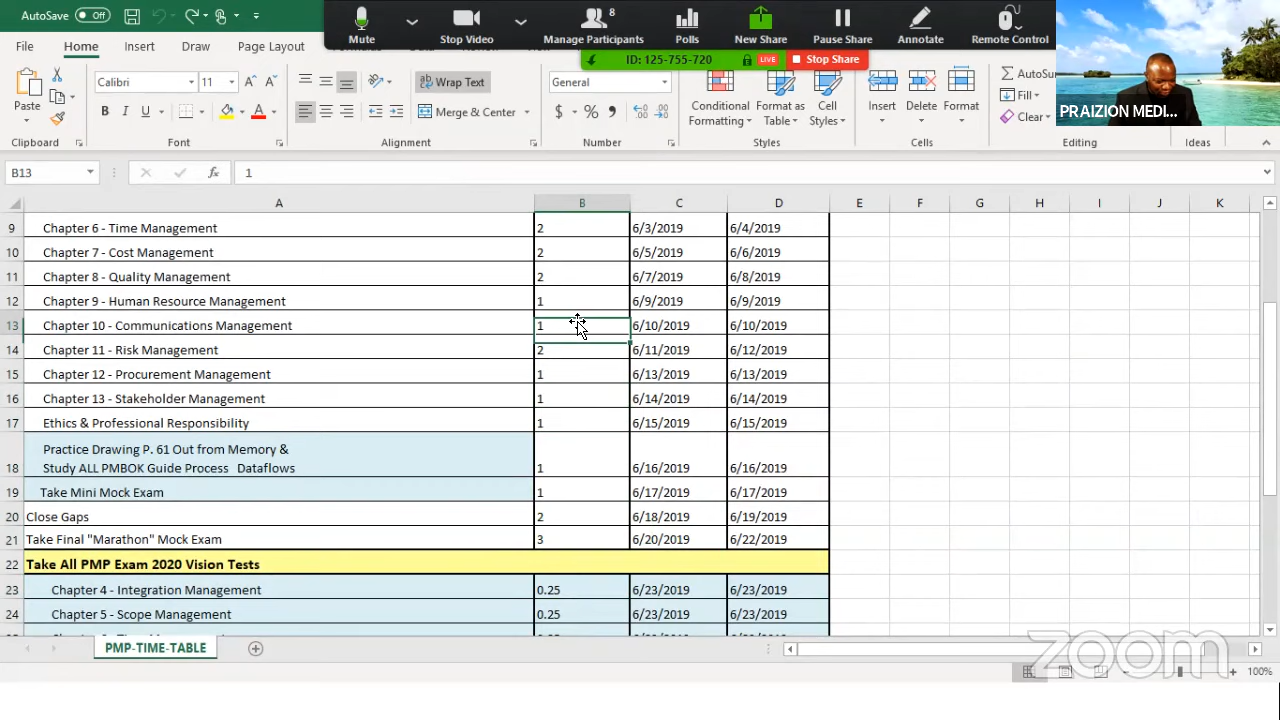 AutoSave Off
Mute
Stop Video
8
Manage Participants
Polls
New Share
Pause Share
Annotate
Remote Control
ID: 125-755-720
LIVE
Stop Share
PRAIZION MEDI...
File
Home
Insert
Draw
Page Layout
Calibri
11
Wrap Text
General
Paste
B I U
Merge & Center
$ % ,
Conditional
Formatting
Format as
Table
Cell
Styles
Insert
Delete
Format
AutoSu
Fill
Clear
Clipboard
Font
Alignment
Number
Styles
Cells
Editing
Ideas
B13
fx
1
A B C D E F G H I J K
9 Chapter 6 - Time Management 2 6/3/2019 6/4/2019
10 Chapter 7 - Cost Management 2 6/5/2019 6/6/2019
11 Chapter 8 - Quality Management 2 6/7/2019 6/8/2019
12 Chapter 9 - Human Resource Management 1 6/9/2019 6/9/2019
13 Chapter 10 - Communications Management 1 6/10/2019 6/10/2019
14 Chapter 11 - Risk Management 2 6/11/2019 6/12/2019
15 Chapter 12 - Procurement Management 1 6/13/2019 6/13/2019
16 Chapter 13 - Stakeholder Management 1 6/14/2019 6/14/2019
17 Ethics & Professional Responsibility 1 6/15/2019 6/15/2019
Practice Drawing P. 61 Out from Memory &
18 Study ALL PMBOK Guide Process Dataflows 1 6/16/2019 6/16/2019
19 Take Mini Mock Exam 1 6/17/2019 6/17/2019
20 Close Gaps 2 6/18/2019 6/19/2019
21 Take Final "Marathon" Mock Exam 3 6/20/2019 6/22/2019
22 Take All PMP Exam 2020 Vision Tests
23 Chapter 4 - Integration Management 0.25 6/23/2019 6/23/2019
24 Chapter 5 - Scope Management 0.25 6/23/2019 6/23/2019
PMP-TIME-TABLE
zoom
100%